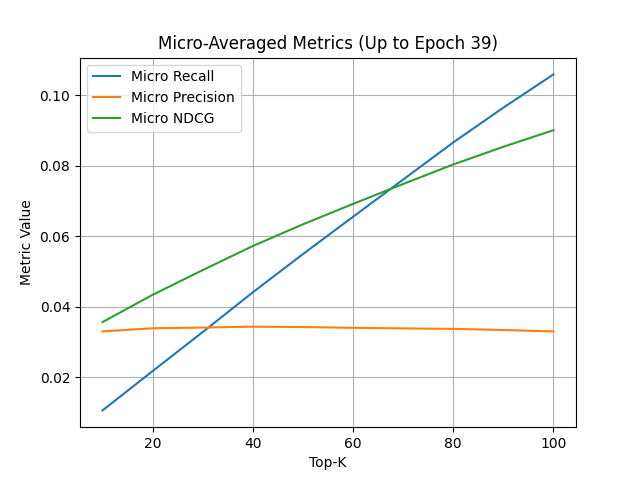 Micro-Averaged Metrics (Up to Epoch 39)
Micro Recall
Micro Precision
Micro NDCG
Metric Value
0.10
0.08
0.06
0.04
0.02
20 40 60 80 100
Top-K